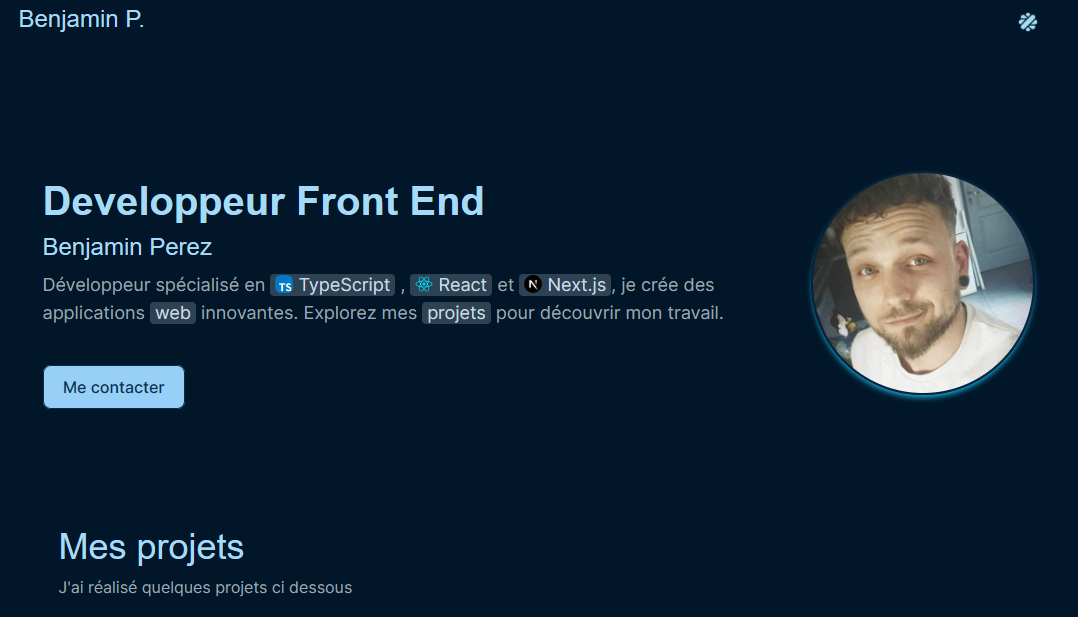 Benjamin P.
Developpeur Front End
Benjamin Perez
Développeur spécialisé en TS TypeScript , React et N Next.js, je crée des
applications web innovantes. Explorez mes projets pour découvrir mon travail.
Me contacter
Mes projets
J'ai réalisé quelques projets ci dessous